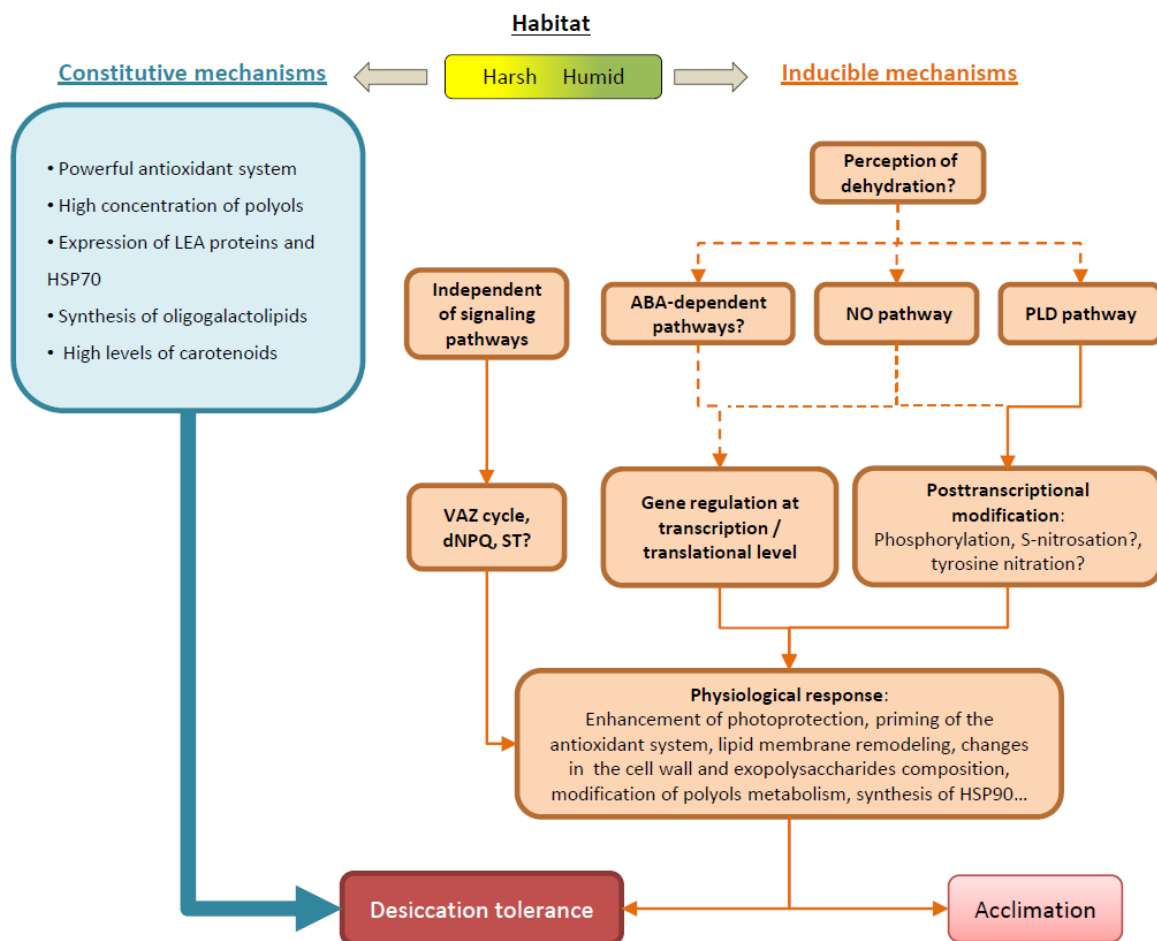 Habitat
Constitutive mechanisms
Harsh Humid
Inducible mechanisms
• Powerful antioxidant system
• High concentration of polyols
• Expression of LEA proteins and
HSP70
• Synthesis of oligogalactolipids
• High levels of carotenoids
Perception of
dehydration?
Independent
of signaling
pathways
ABA-dependent
pathways?
NO pathway
PLD pathway
VAZ cycle,
dNPQ, ST?
Gene regulation at
transcription /
translational level
Posttranscriptional
modification:
Phosphorylation, S-nitrosation?,
tyrosine nitration?
Physiological response:
Enhancement of photoprotection, priming of the
antioxidant system, lipid membrane remodeling, changes
in the cell wall and exopolysaccharides composition,
modification of polyols metabolism, synthesis of HSP90...
Desiccation tolerance
Acclimation